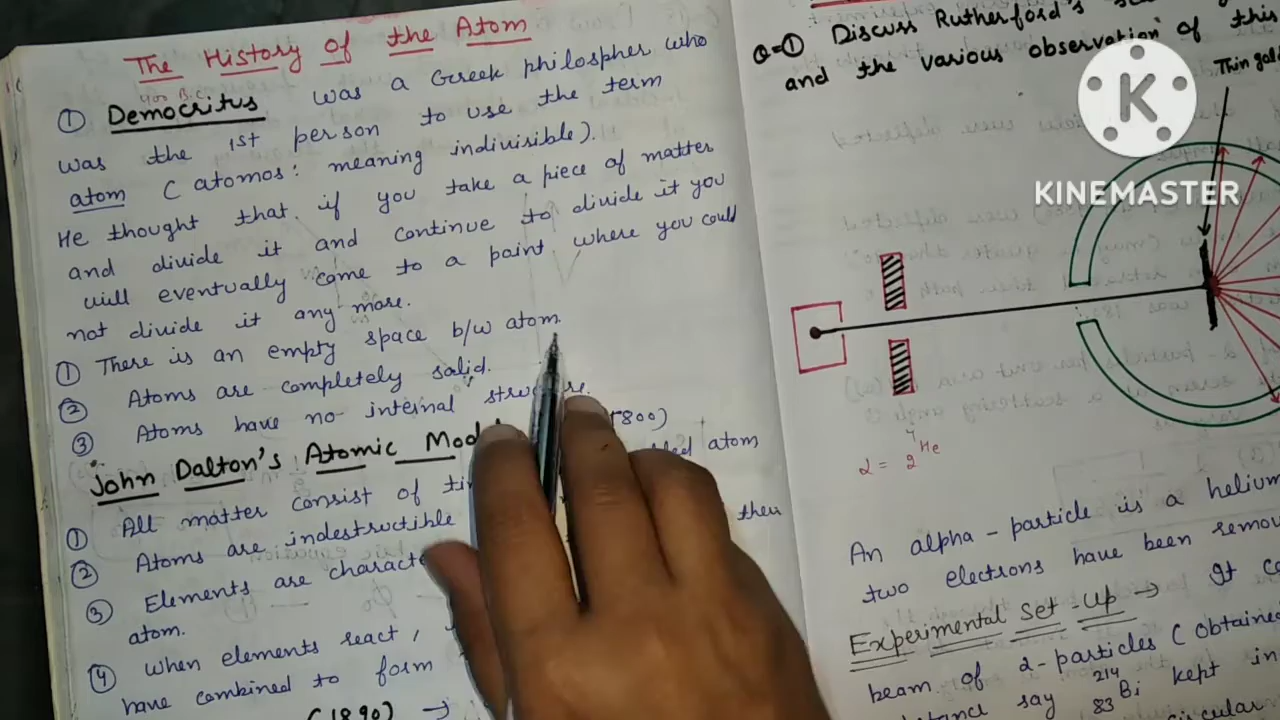 The History of the Atom
400 B.C.
① Democritus was a Greek philospher who
was the 1st person to use the term
atom ( atomos: meaning indivisible).
He thought that if you take a piece of matter
and divide it and continue to divide it you
will eventually come to a point where you could
not divide it any more.
① There is an empty space b/w atom
② Atoms are completely solid.
③ Atoms have no internal
John Dalton's Atomic 1800)
① All matter consist of atom
② Atoms are indestructible then
③ Elements are
atom.
④ When elements react,
have combined to form
(1890) →
Q=① Discuss Rutherford's
and the various observation of this
Thin
K
KINEMASTER
α = ⁴₂He
An alpha-particle is a
two electrons have been
Experimental Set-Up → It
beam of α-particles (
say ²¹⁴₈₃Bi kept